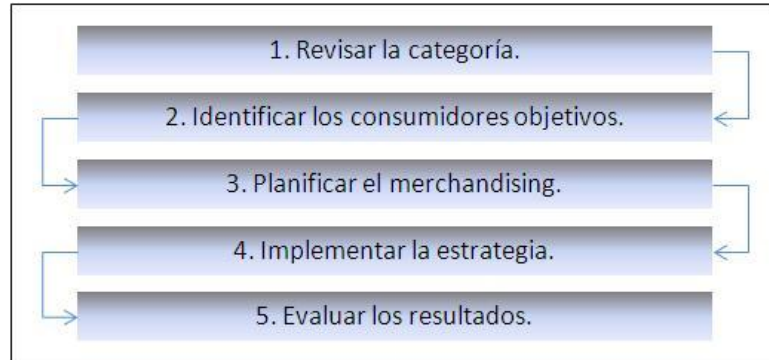 1. Revisar la categoría.
2. Identificar los consumidores objetivos.
3. Planificar el merchandising.
4. Implementar la estrategia.
5. Evaluar los resultados.